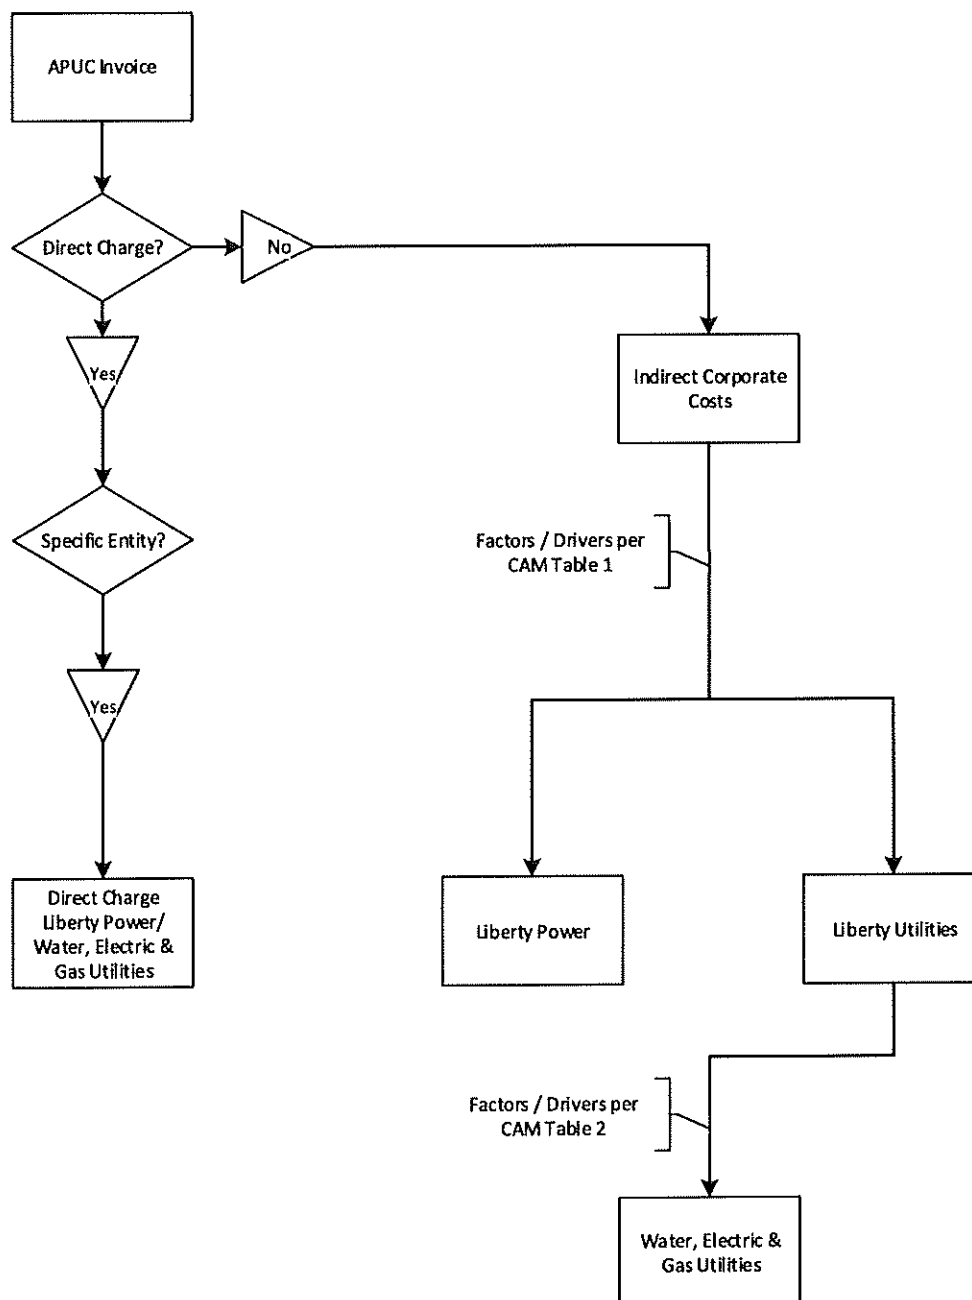 APUC Invoice
Direct Charge?
No
Yes
Indirect Corporate
Costs
Specific Entity?
Factors / Drivers per
CAM Table 1
Yes
Direct Charge
Liberty Power/
Water, Electric &
Gas Utilities
Liberty Power
Liberty Utilities
Factors / Drivers per
CAM Table 2
Water, Electric &
Gas Utilities